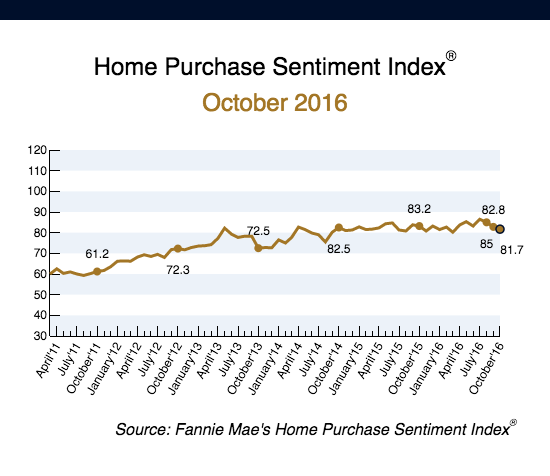 Home Purchase Sentiment Index®
October 2016
120
110
100
90
80
70
60
50
40
30
61.2
72.3
72.5
82.5
83.2
82.8
85
81.7
April'11
July'11
October'11
January'12
April'12
July'12
October'12
January'13
April'13
July'13
October'13
January'14
April'14
July'14
October'14
January'15
April'15
July'15
October'15
January'16
April'16
July'16
October'16
Source: Fannie Mae's Home Purchase Sentiment Index®